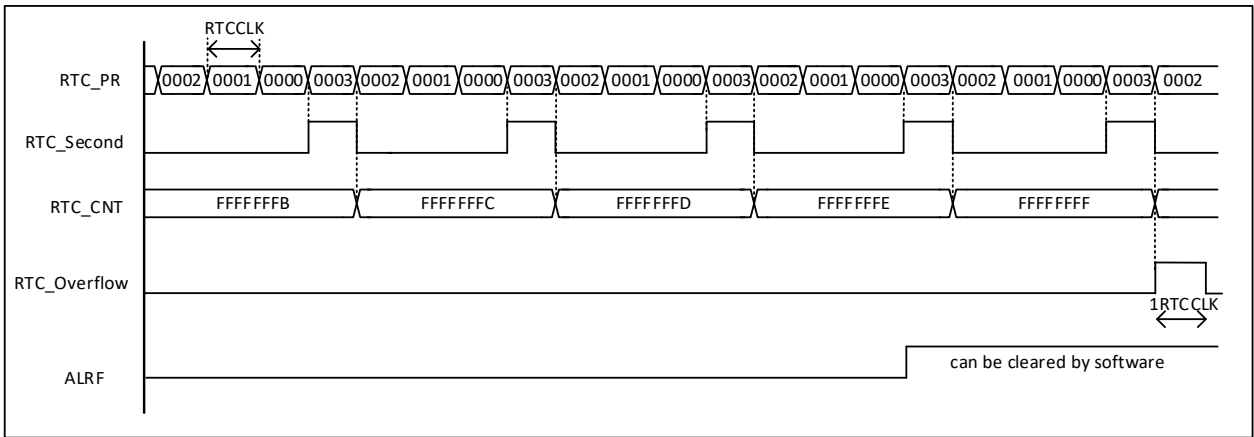 RTCCLK
RTC_PR 0002 0001 0000 0003 0002 0001 0000 0003 0002 0001 0000 0003 0002 0001 0000 0003 0002 0001 0000 0003 0002
RTC_Second
RTC_CNT FFFFFFFB FFFFFFFC FFFFFFFD FFFFFFFE FFFFFFFF
RTC_Overflow
1RTCCLK
ALRF can be cleared by software